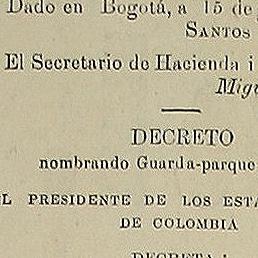 Dado en Bogotá, a 15 de
SANTOS
El Secretario de Hacienda i
Migu
DECRETO
nombrando Guarda-parque
L PRESIDENTE DE LOS ESTA
DE COLOMBIA
DECRETA: